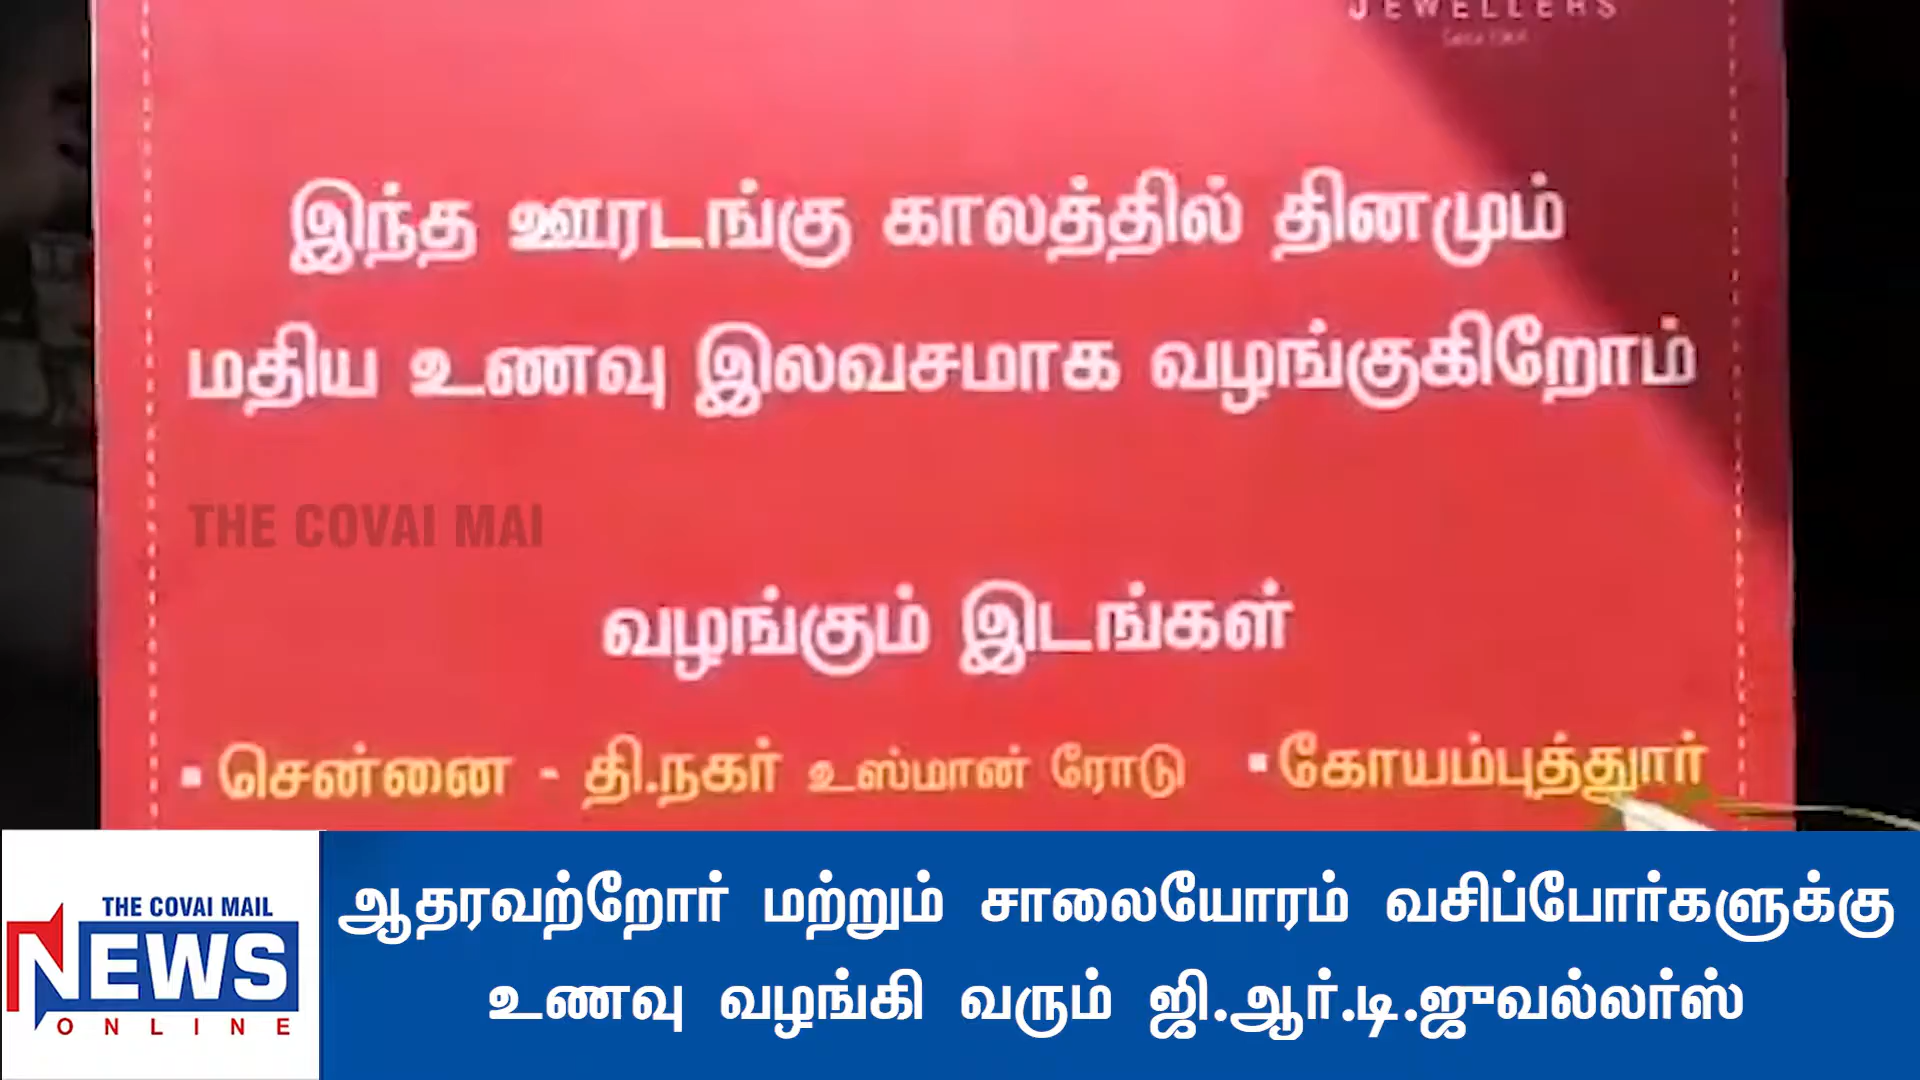 JEWELLERS
இந்த ஊரடங்கு காலத்தில் தினமும்
மதிய உணவு இலவசமாக வழங்குகிறோம்
THE COVAI MAI
வழங்கும் இடங்கள்
▪ சென்னை - தி.நகர் உஸ்மான் ரோடு ▪ கோயம்புத்தூர்
THE COVAI MAIL
NEWS
ONLINE
ஆதரவற்றோர் மற்றும் சாலையோரம் வசிப்போர்களுக்கு
உணவு வழங்கி வரும் ஜி.ஆர்.டி.ஜுவல்லர்ஸ்